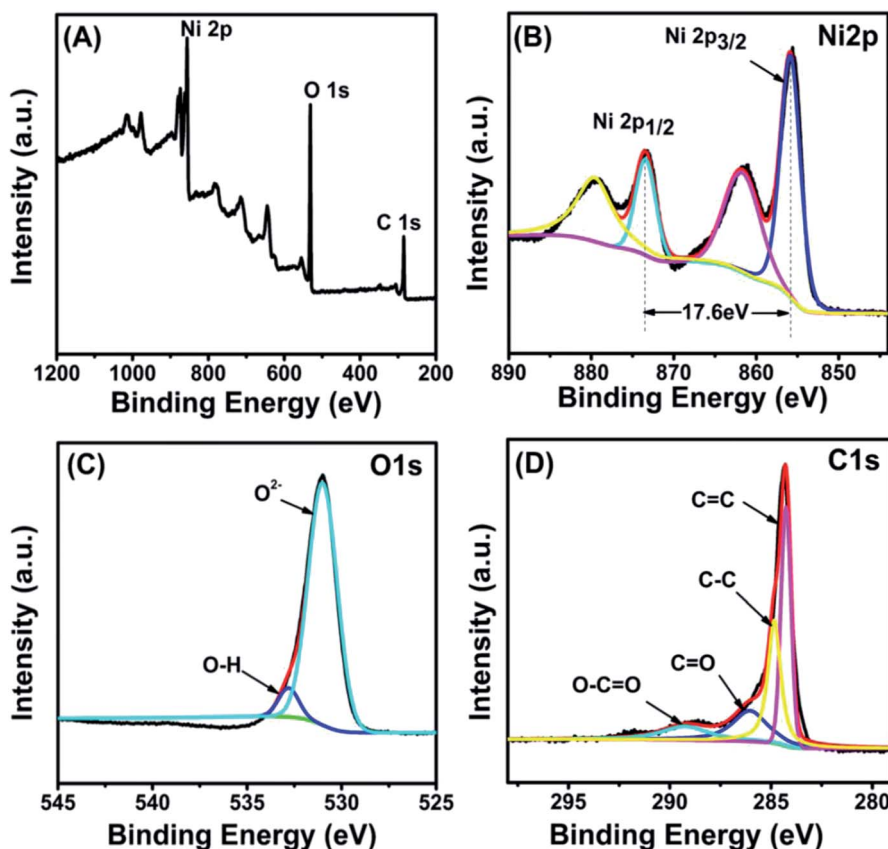 (A)
Ni 2p
O 1s
C 1s
Intensity (a.u.)
1200 1000 800 600 400 200
Binding Energy (eV)
(B)
Ni2p
Ni 2p3/2
Ni 2p1/2
17.6eV
Intensity (a.u.)
890 880 870 860 850
Binding Energy (eV)
(C)
O1s
O2-
O-H
Intensity (a.u.)
545 540 535 530 525
Binding Energy (eV)
(D)
C1s
C=C
C-C
C=O
O-C=O
Intensity (a.u.)
295 290 285 280
Binding Energy (eV)